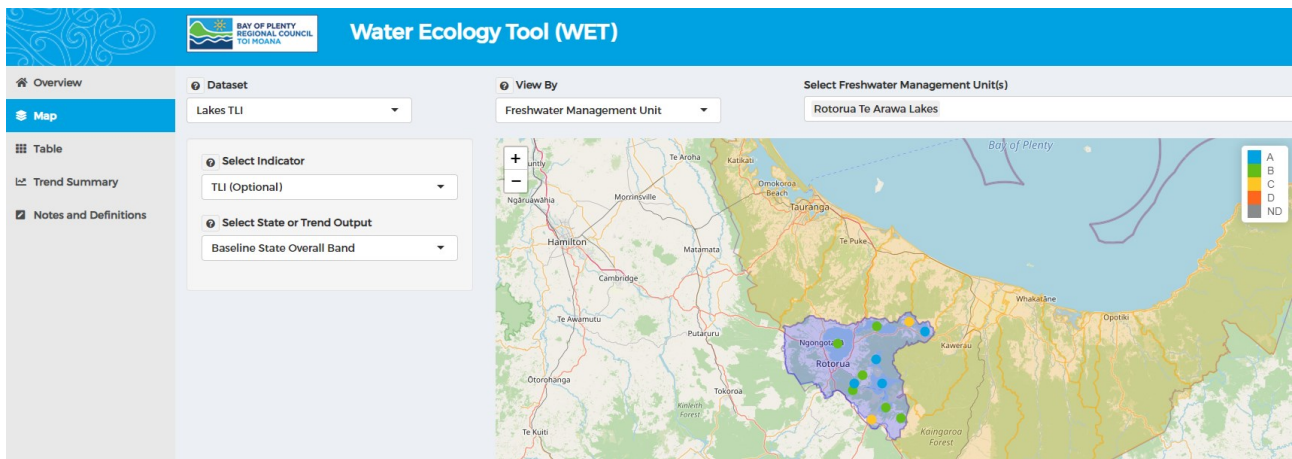 BAY OF PLENTY
REGIONAL COUNCIL
TOI MOANA
Water Ecology Tool (WET)
Overview
Map
Table
Trend Summary
Notes and Definitions
Dataset
Lakes TLI
View By
Freshwater Management Unit
Select Freshwater Management Unit(s)
Rotorua Te Arawa Lakes
Select Indicator
TLI (Optional)
Select State or Trend Output
Baseline State Overall Band
+
−
Te Aroha
Katikati
Bay of Plenty
A
B
C
D
ND
Ngāruawāhia
Morrinsville
Omokoroa
Beach
Tauranga
Hamilton
Matamata
Te Puke
Cambridge
Whakatāne
Te Awamutu
Opotiki
Putaruru
Ngongotahā
Kawerau
Rotorua
Otorohanga
Tokoroa
Kinleith
Forest
Te Kuiti
Kaingaroa
Forest